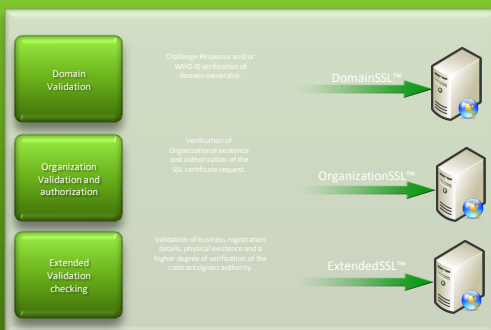 Domain
Validation
Challenge Response and/or
WHO-IS verification of
domain ownership.
DomainSSL™
Organization
Validation and
authorization
Verification of
Organizational existence
and authorization of the
SSL certificate request.
OrganizationSSL™
Extended
Validation
checking
Validation of business registration
details, physical existence and a
higher degree of verification of the
contract signers authority.
ExtendedSSL™